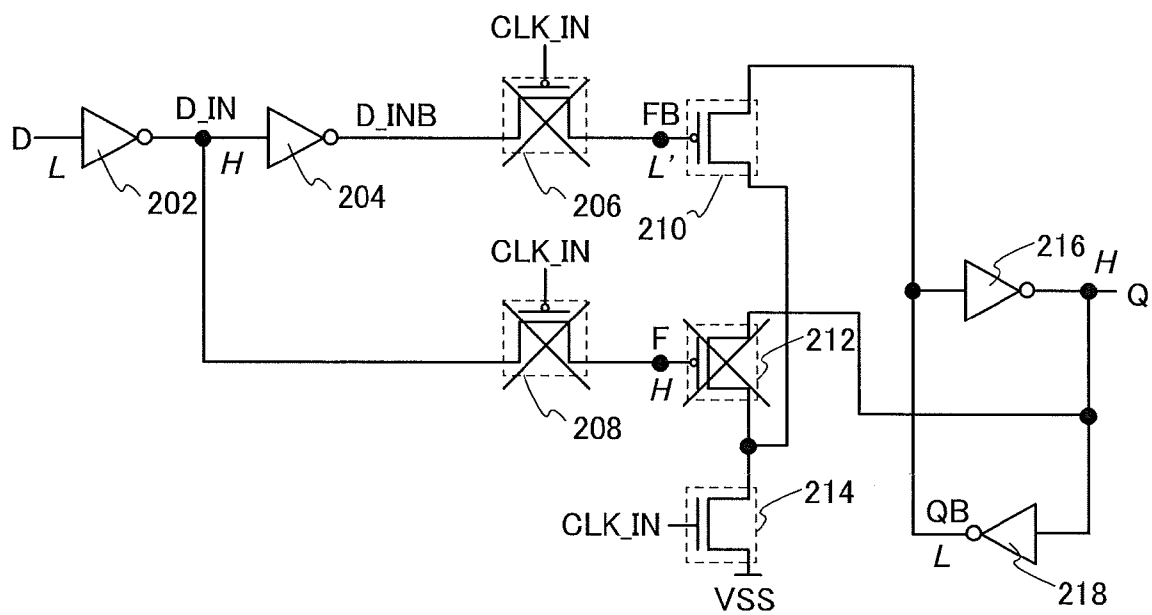 CLK_IN
D
L
202
D_IN
H
204
D_INB
206
FB
L'
210
216
H
Q
CLK_IN
208
F
H
212
CLK_IN
214
VSS
QB
L
218